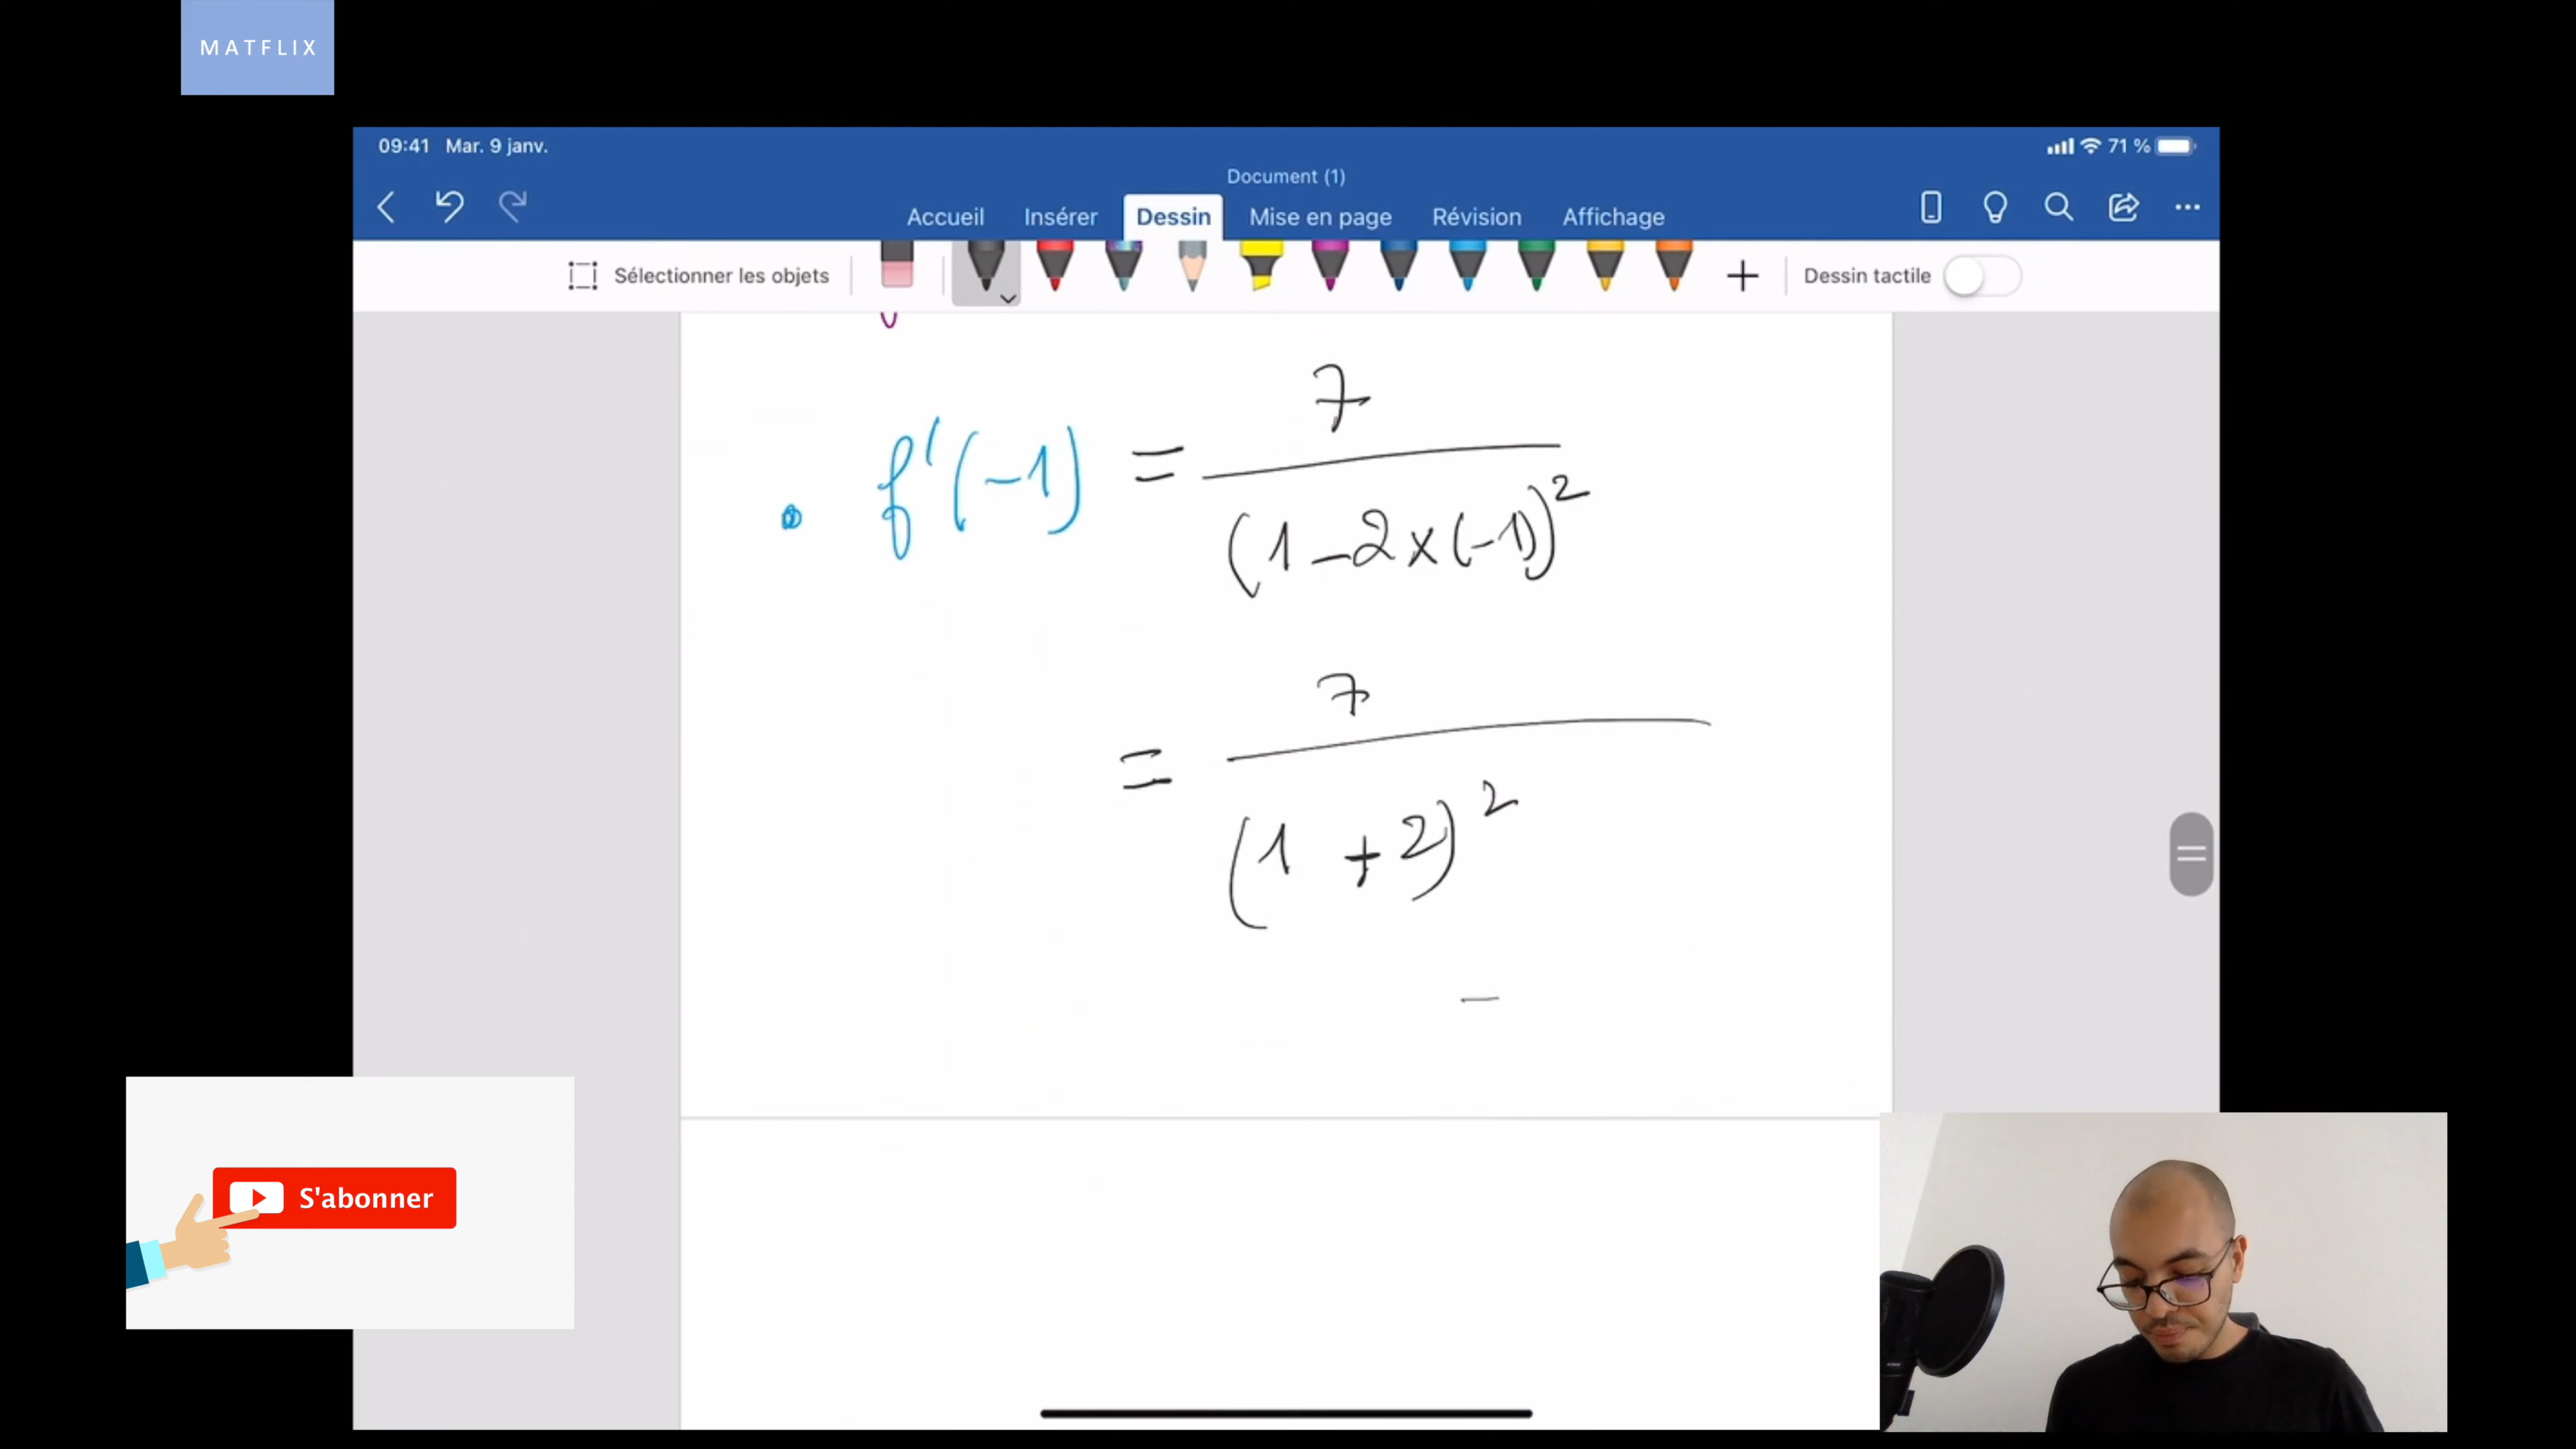 MATFLIX
09:41 Mar. 9 janv.
71 %
Document (1)
Accueil Insérer Dessin Mise en page Révision Affichage
Sélectionner les objets
Dessin tactile
• f'(-1) = 7 / (1 - 2 × (-1))²
= 7 / (1 + 2)²
S'abonner